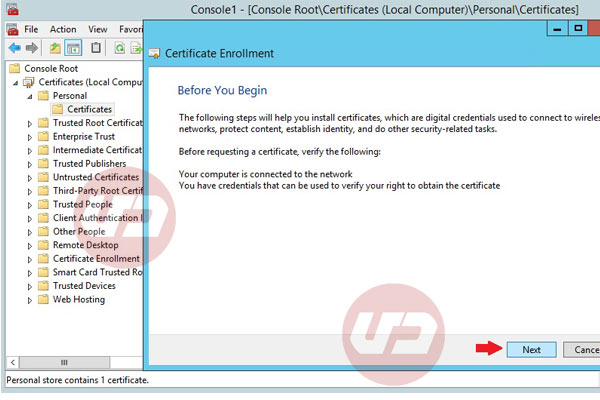 Console1 - [Console Root\Certificates (Local Computer)\Personal\Certificates]
File Action View Favori
Console Root
Certificates (Local Compu
Personal
Certificates
Trusted Root Certificat
Enterprise Trust
Intermediate Certificat
Trusted Publishers
Untrusted Certificates
Third-Party Root Certif
Trusted People
Client Authentication I
Other People
Remote Desktop
Certificate Enrollment
Smart Card Trusted Ro
Trusted Devices
Web Hosting
Personal store contains 1 certificate.
Certificate Enrollment
Before You Begin
The following steps will help you install certificates, which are digital credentials used to connect to wireles
networks, protect content, establish identity, and do other security-related tasks.
Before requesting a certificate, verify the following:
Your computer is connected to the network
You have credentials that can be used to verify your right to obtain the certificate
Next
Cance